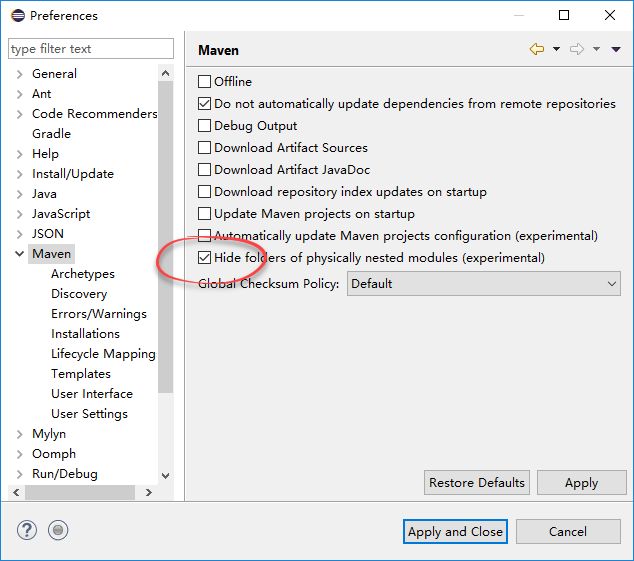 Preferences
type filter text
General
Ant
Code Recommenders
Gradle
Help
Install/Update
Java
JavaScript
JSON
Maven
Archetypes
Discovery
Errors/Warnings
Installations
Lifecycle Mapping
Templates
User Interface
User Settings
Mylyn
Oomph
Run/Debug
Maven
Offline
Do not automatically update dependencies from remote repositories
Debug Output
Download Artifact Sources
Download Artifact JavaDoc
Download repository index updates on startup
Update Maven projects on startup
Automatically update Maven projects configuration (experimental)
Hide folders of physically nested modules (experimental)
Global Checksum Policy: Default
Restore Defaults Apply
Apply and Close Cancel